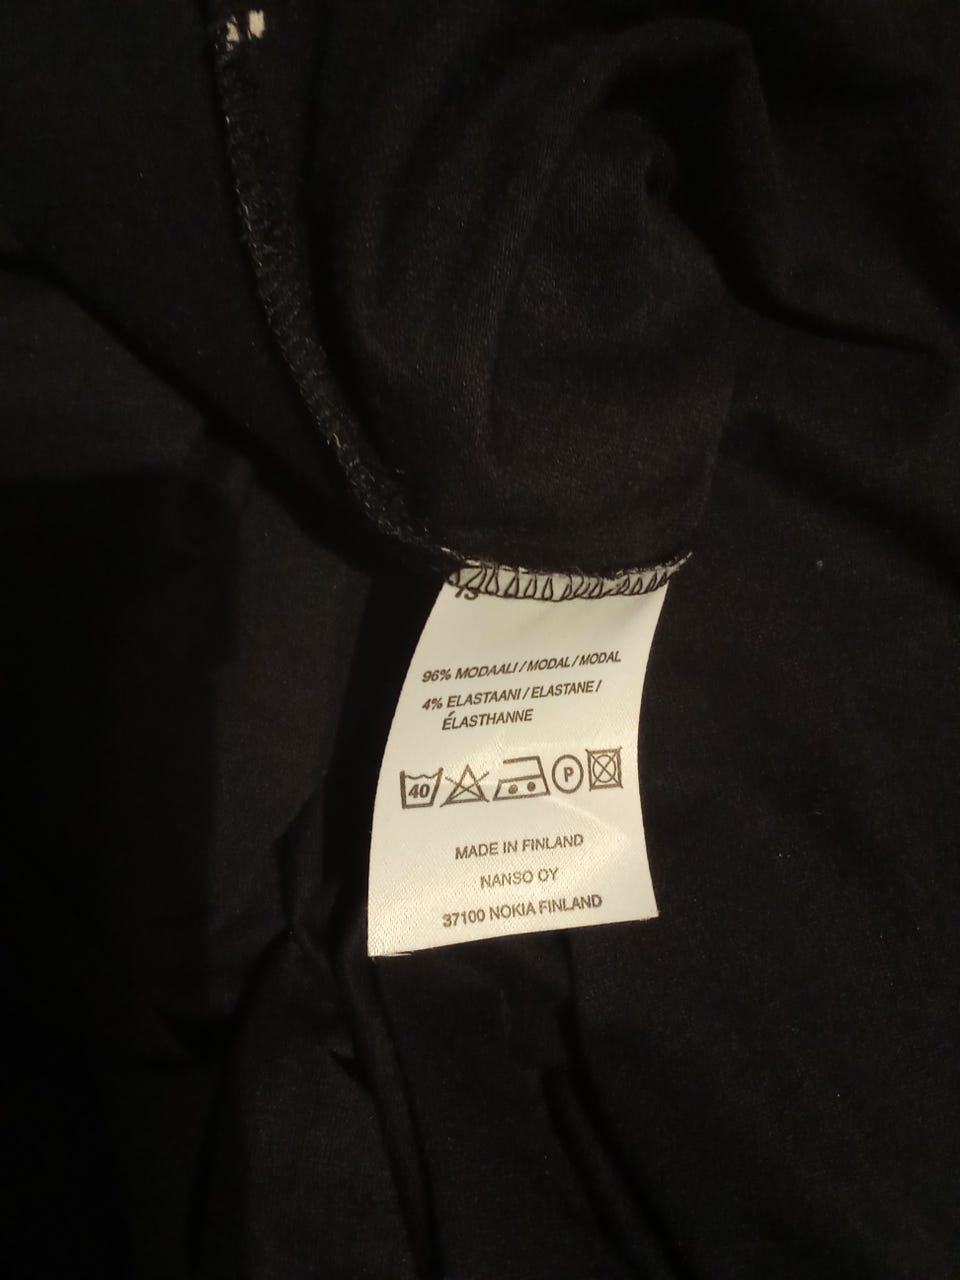 96% MODAALI / MODAL / MODAL
4% ELASTAANI / ELASTANE /
ÉLASTHANNE
40 P
MADE IN FINLAND
NANSO OY
37100 NOKIA FINLAND